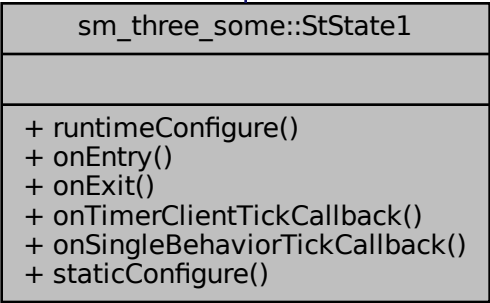 sm_three_some::StState1
+ runtimeConfigure()
+ onEntry()
+ onExit()
+ onTimerClientTickCallback()
+ onSingleBehaviorTickCallback()
+ staticConfigure()